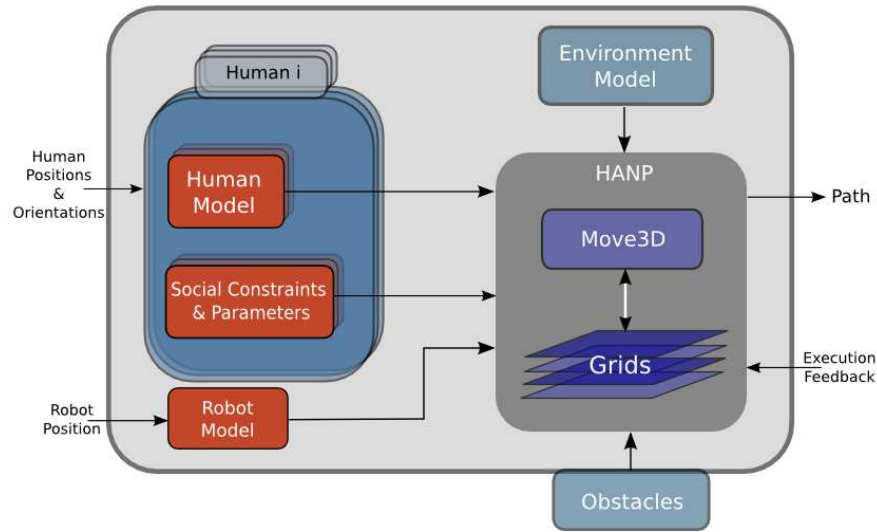 Human i
Environment
Model
Human
Positions
&
Orientations
Human
Model
HANP
Path
Move3D
Social Constraints
& Parameters
Grids
Execution
Feedback
Robot
Position
Robot
Model
Obstacles